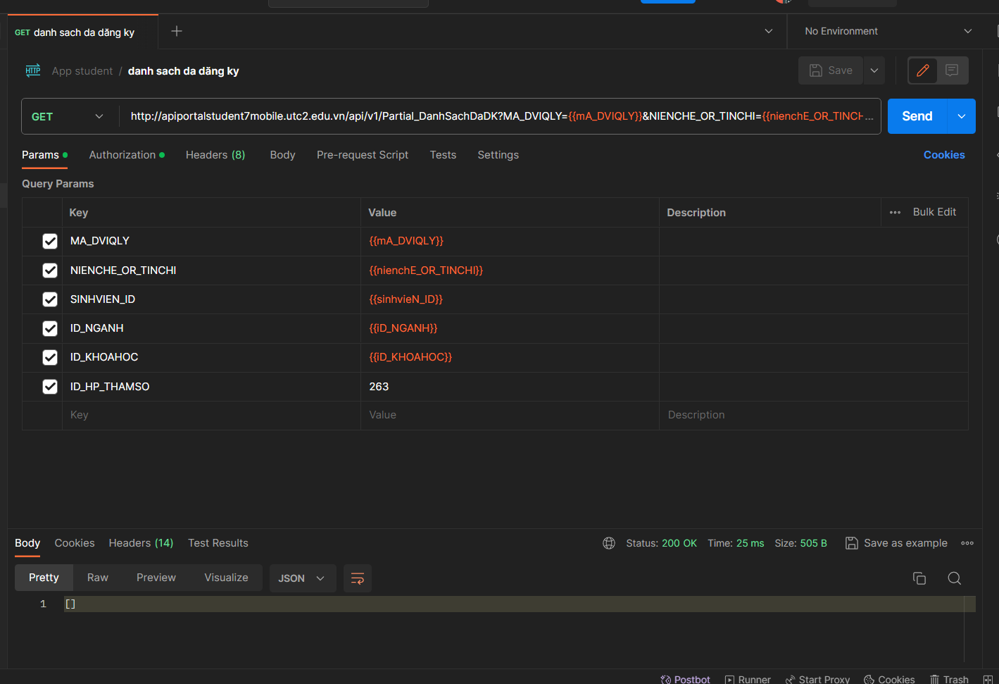 GET danh sach da dăng ky
No Environment
HTTP App student / danh sach da dăng ky
Save
GET http://apiportalstudent7mobile.utc2.edu.vn/api/v1/Partial_DanhSachDaDK?MA_DVIQLY={{mA_DVIQLY}}&NIENCHE_OR_TINCHI={{nienchE_OR_TINCH... Send
Params Authorization Headers (8) Body Pre-request Script Tests Settings Cookies
Query Params
Key Value Description Bulk Edit
MA_DVIQLY {{mA_DVIQLY}}
NIENCHE_OR_TINCHI {{nienchE_OR_TINCHI}}
SINHVIEN_ID {{sinhvieN_ID}}
ID_NGANH {{iD_NGANH}}
ID_KHOAHOC {{iD_KHOAHOC}}
ID_HP_THAMSO 263
Key Value Description
Body Cookies Headers (14) Test Results Status: 200 OK Time: 25 ms Size: 505 B Save as example
Pretty Raw Preview Visualize JSON
1 []
Postbot Runner Start Proxy Cookies Trash